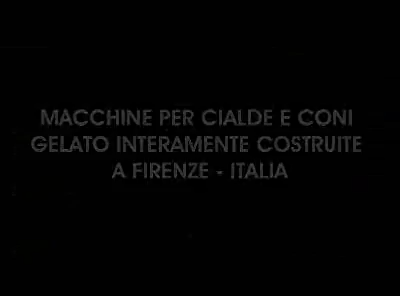 MACCHINE PER CIALDE E CONI
GELATO INTERAMENTE COSTRUITE
A FIRENZE - ITALIA